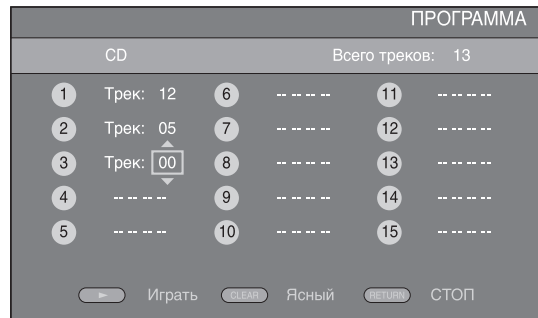 ПРОГРАММА
CD Всего треков: 13
1 Трек: 12 6 -- -- -- -- 11 -- -- -- --
2 Трек: 05 7 -- -- -- -- 12 -- -- -- --
3 Трек: 00 8 -- -- -- -- 13 -- -- -- --
4 -- -- -- -- 9 -- -- -- -- 14 -- -- -- --
5 -- -- -- -- 10 -- -- -- -- 15 -- -- -- --
Играть CLEAR Ясный RETURN СТОП